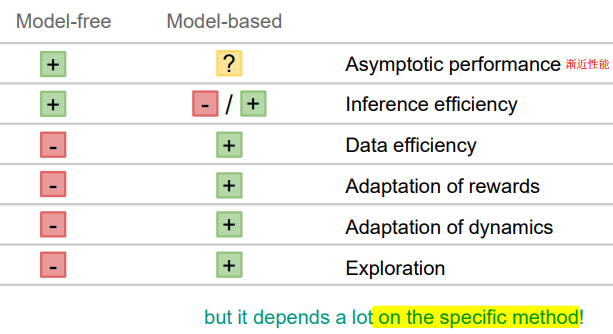 Model-free Model-based
+ ? Asymptotic performance 渐近性能
+ - / + Inference efficiency
- + Data efficiency
- + Adaptation of rewards
- + Adaptation of dynamics
- + Exploration
but it depends a lot on the specific method!